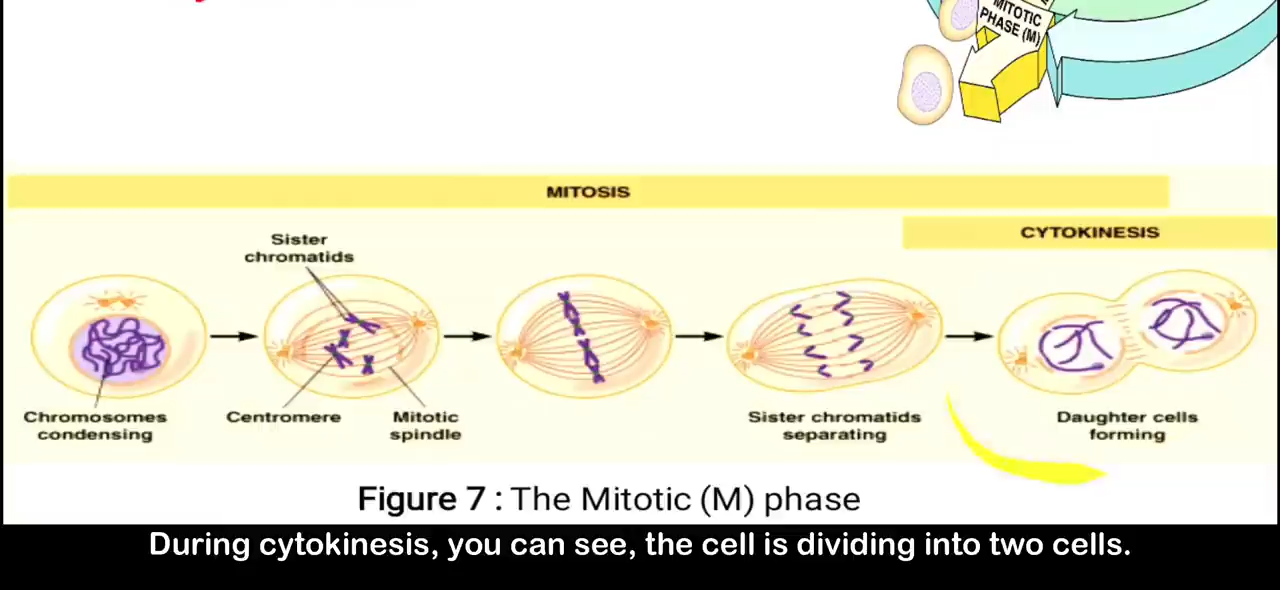 MITOTIC
PHASE (M)
MITOSIS
CYTOKINESIS
Sister
chromatids
Chromosomes
condensing
Centromere
Mitotic
spindle
Sister chromatids
separating
Daughter cells
forming
Figure 7 : The Mitotic (M) phase
During cytokinesis, you can see, the cell is dividing into two cells.